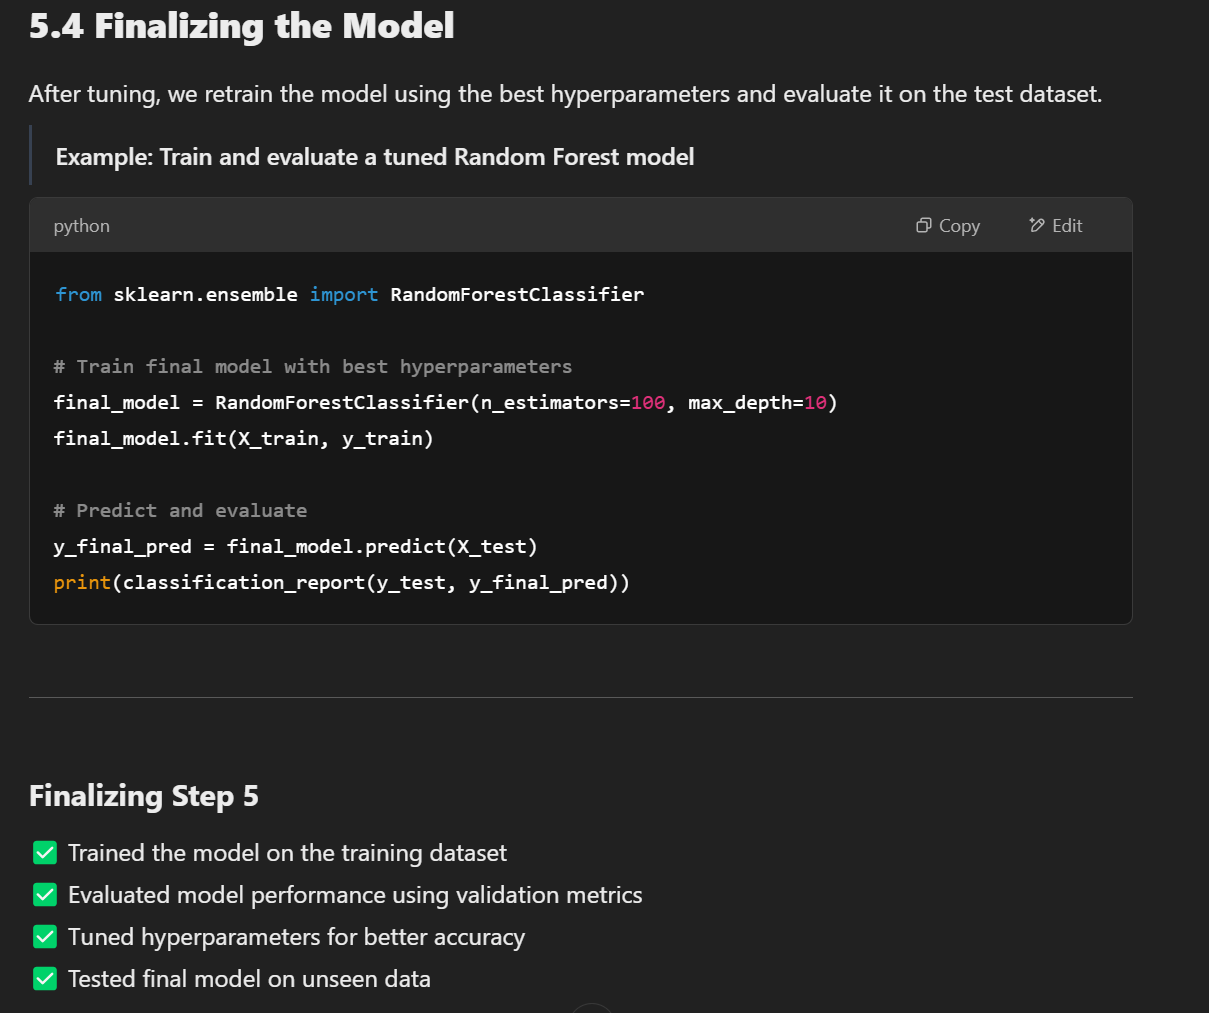 5.4 Finalizing the Model
After tuning, we retrain the model using the best hyperparameters and evaluate it on the test dataset.
Example: Train and evaluate a tuned Random Forest model
python
Copy
Edit
from sklearn.ensemble import RandomForestClassifier
# Train final model with best hyperparameters
final_model = RandomForestClassifier(n_estimators=100, max_depth=10)
final_model.fit(X_train, y_train)
# Predict and evaluate
y_final_pred = final_model.predict(X_test)
print(classification_report(y_test, y_final_pred))
Finalizing Step 5
✅ Trained the model on the training dataset
✅ Evaluated model performance using validation metrics
✅ Tuned hyperparameters for better accuracy
✅ Tested final model on unseen data